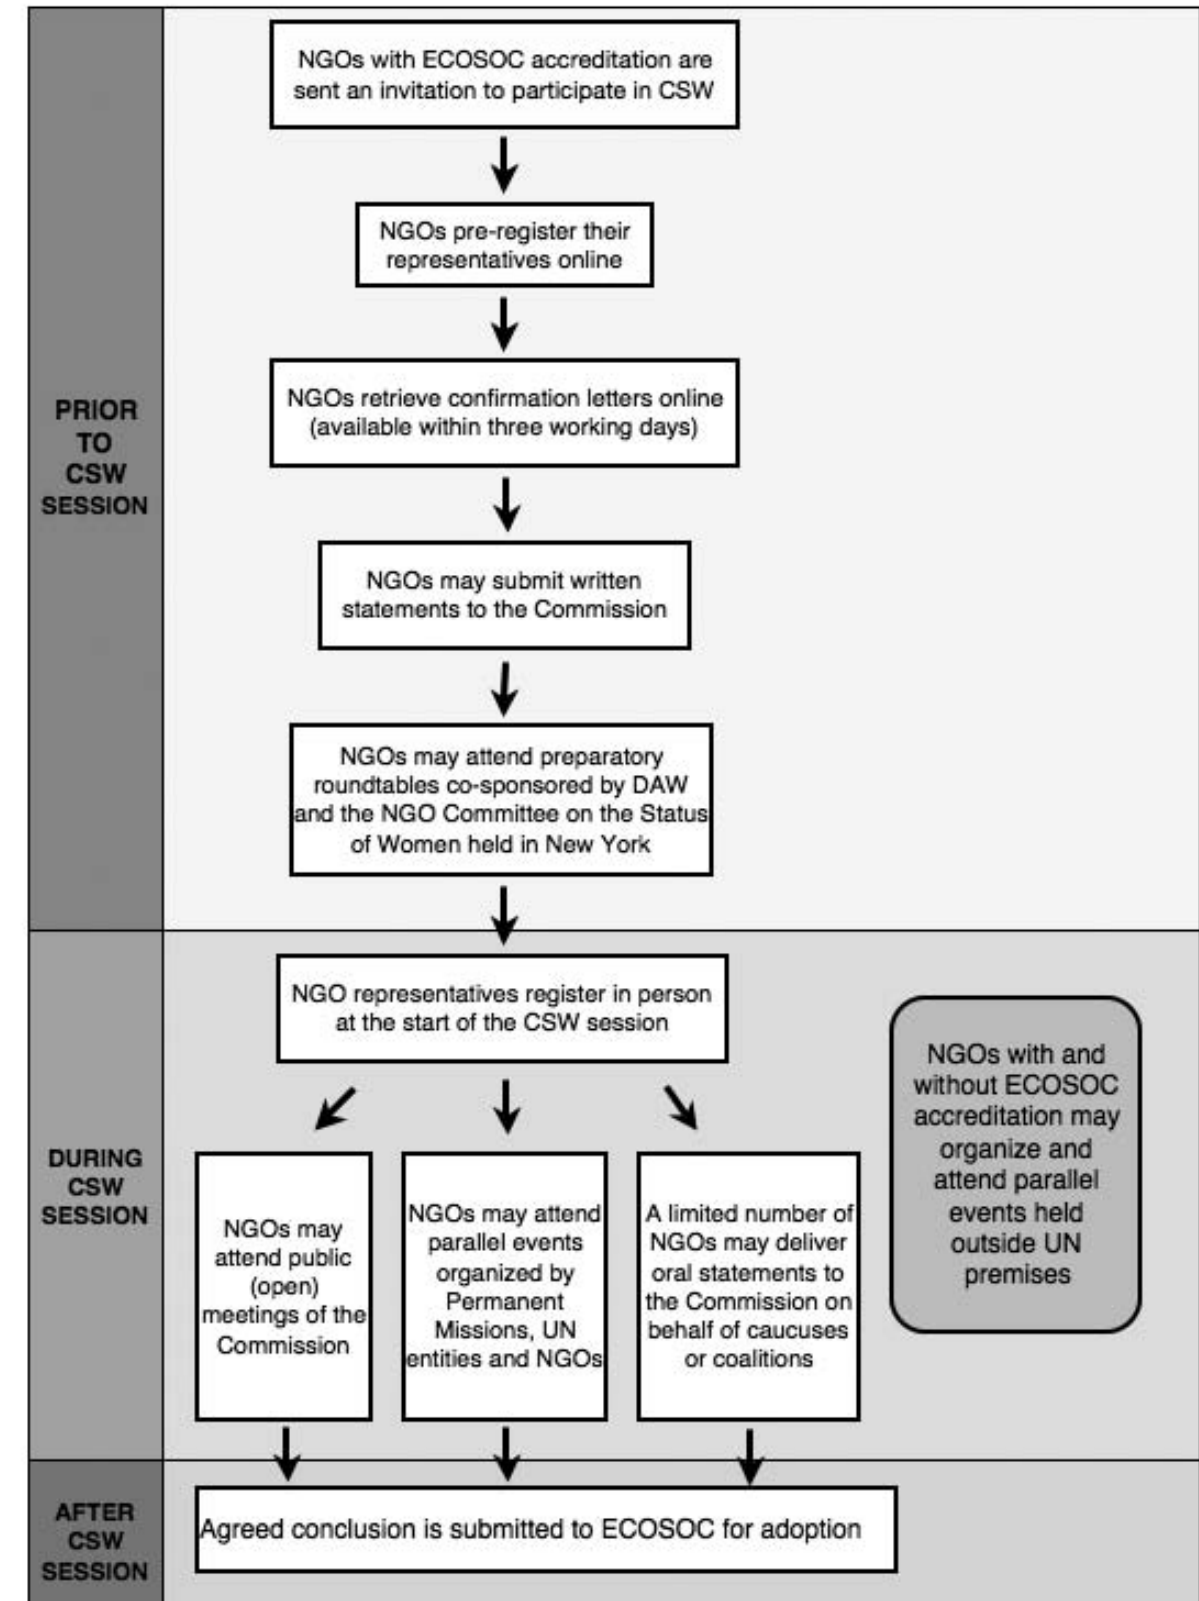 NGOs with ECOSOC accreditation are
sent an invitation to participate in CSW
NGOs pre-register their
representatives online
NGOs retrieve confirmation letters online
(available within three working days)
PRIOR
TO
CSW
SESSION
NGOs may submit written
statements to the Commission
NGOs may attend preparatory
roundtables co-sponsored by DAW
and the NGO Committee on the Status
of Women held in New York
NGO representatives register in person
at the start of the CSW session
DURING
CSW
SESSION
NGOs may
attend public
(open)
meetings of the
Commission
NGOs may attend
parallel events
organized by
Permanent
Missions, UN
entities and NGOs
A limited number of
NGOs may deliver
oral statements to
the Commission on
behalf of caucuses
or coalitions
NGOs with and
without ECOSOC
accreditation may
organize and
attend parallel
events held
outside UN
premises
AFTER
CSW
SESSION
Agreed conclusion is submitted to ECOSOC for adoption